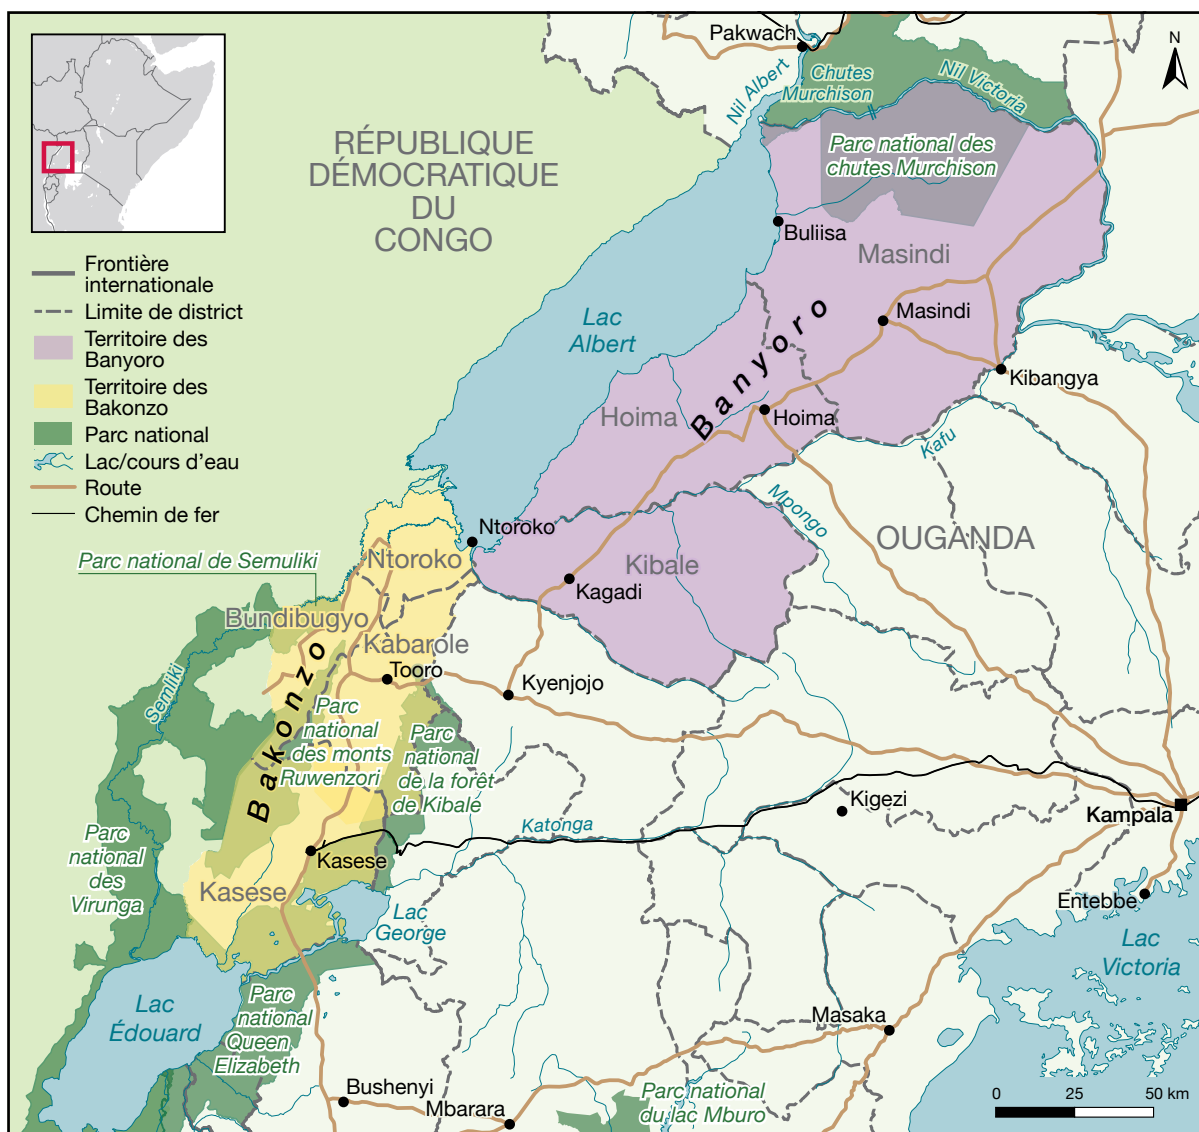 Pakwach
N
Nil Albert
Chutes
Murchison
Nil Victoria
RÉPUBLIQUE
DÉMOCRATIQUE
DU
CONGO
Parc national des
chutes Murchison
Buliisa
Masindi
Frontière
internationale
Limite de district
Territoire des
Banyoro
Territoire des
Bakonzo
Parc national
Lac/cours d'eau
Route
Chemin de fer
Lac
Albert
Masindi
Banyoro
Kibangya
Hoima
Hoima
Kafu
Mpongo
OUGANDA
Ntoroko
Parc national de Semuliki
Ntoroko
Kibale
Kagadi
Bundibugyo
Kabarole
Tooro
Kyenjojo
Semliki
Bakonzo
Parc
national
des monts
Ruwenzori
Parc
national
de la forêt
de Kibale
Kigezi
Kampala
Katonga
Parc
national
des
Virunga
Kasese
Kasese
Entebbe
Lac
George
Lac
Victoria
Lac
Édouard
Parc
national
Queen
Elizabeth
Masaka
Bushenyi
Mbarara
Parc national
du lac Mburo
0 25 50 km